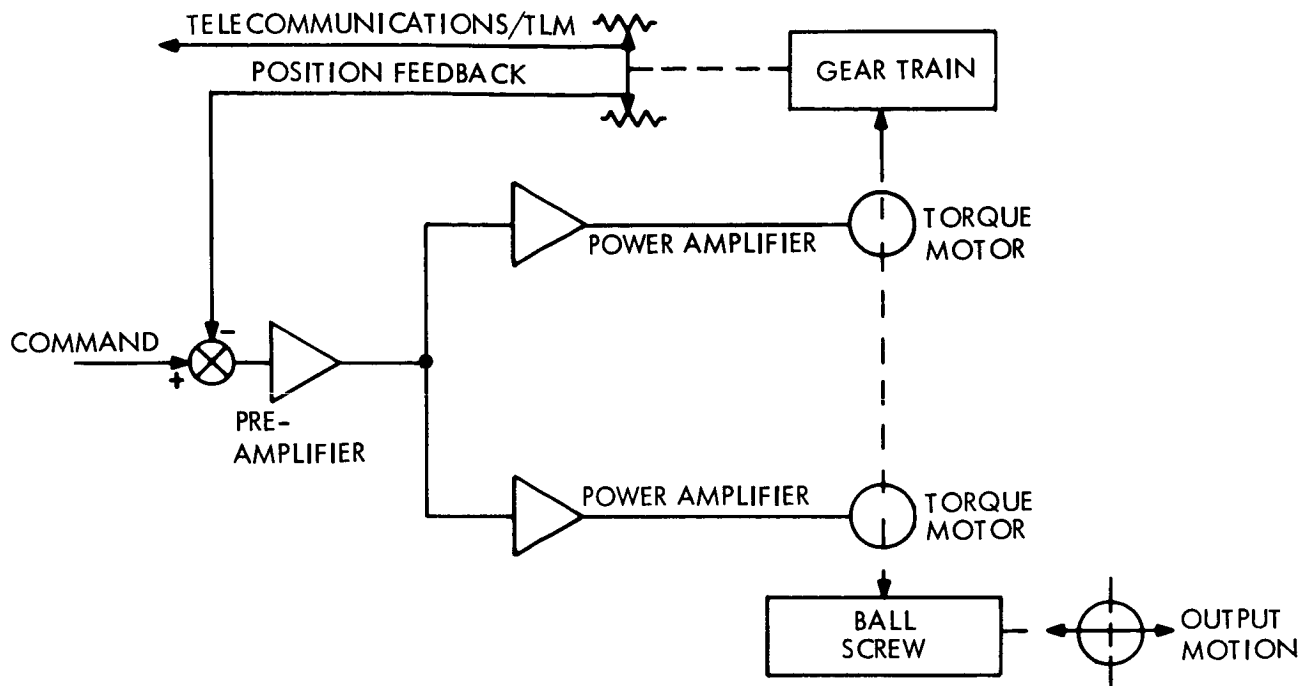 TELECOMMUNICATIONS/TLM
POSITION FEEDBACK
GEAR TRAIN
POWER AMPLIFIER
TORQUE
MOTOR
COMMAND
-
+
PRE-
AMPLIFIER
POWER AMPLIFIER
TORQUE
MOTOR
BALL
SCREW
OUTPUT
MOTION